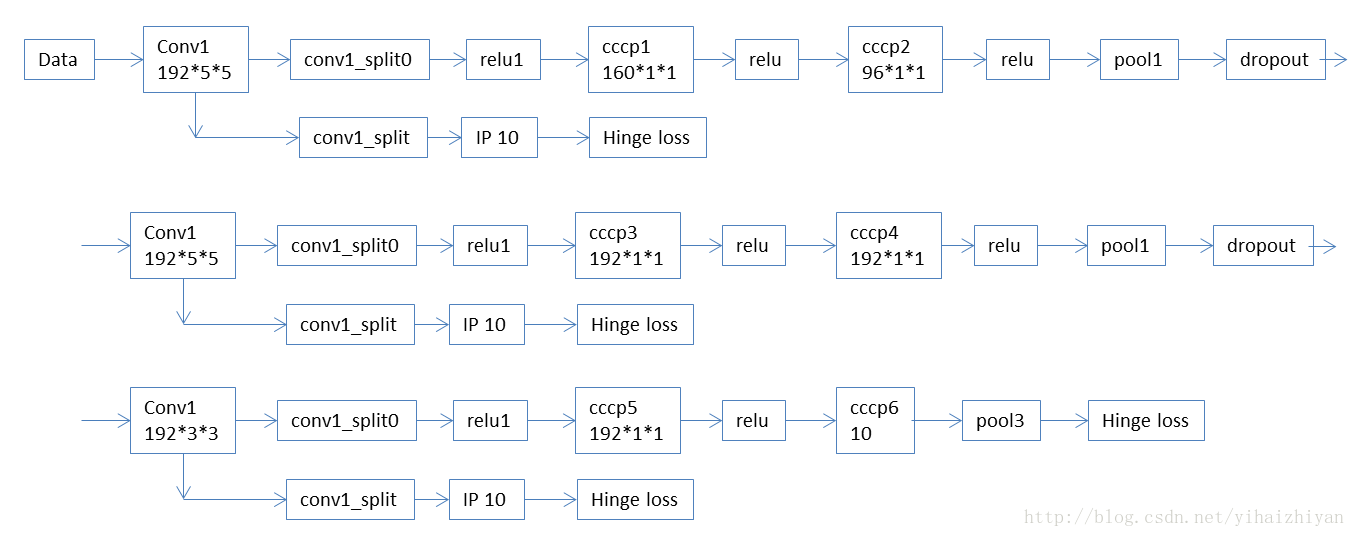 Data
Conv1
192*5*5
conv1_split0
relu1
cccp1
160*1*1
relu
cccp2
96*1*1
relu
pool1
dropout
conv1_split
IP 10
Hinge loss
Conv1
192*5*5
conv1_split0
relu1
cccp3
192*1*1
relu
cccp4
192*1*1
relu
pool1
dropout
conv1_split
IP 10
Hinge loss
Conv1
192*3*3
conv1_split0
relu1
cccp5
192*1*1
relu
cccp6
10
pool3
Hinge loss
conv1_split
IP 10
Hinge loss
http://blog.csdn.net/yihaizhiyan